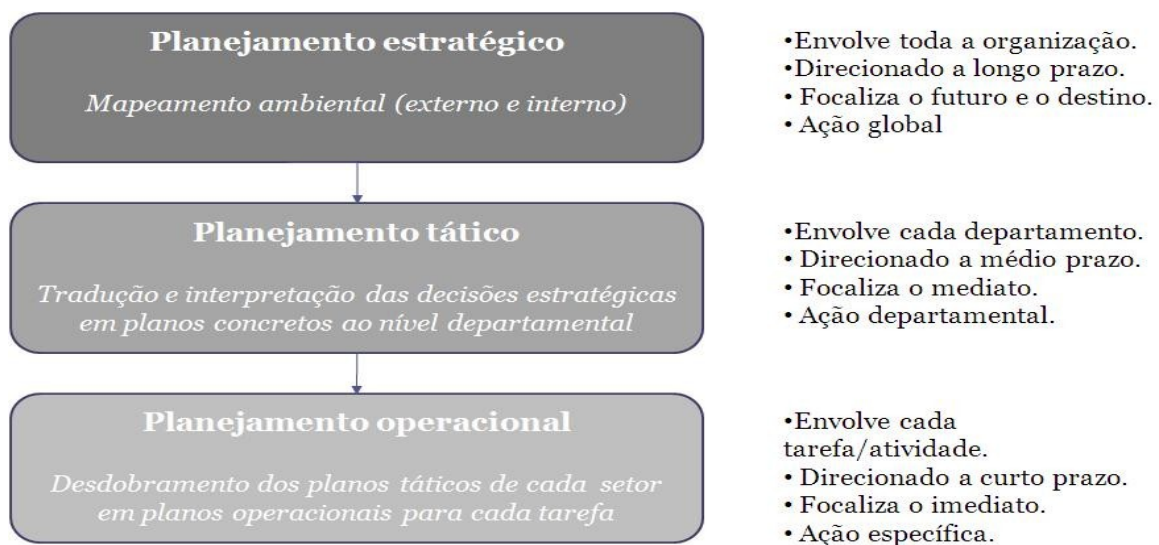 Planejamento estratégico
Mapeamento ambiental (externo e interno)
•Envolve toda a organização.
•Direcionado a longo prazo.
• Focaliza o futuro e o destino.
• Ação global
Planejamento tático
Tradução e interpretação das decisões estratégicas
em planos concretos ao nível departamental
•Envolve cada departamento.
• Direcionado a médio prazo.
• Focaliza o mediato.
• Ação departamental.
Planejamento operacional
Desdobramento dos planos táticos de cada setor
em planos operacionais para cada tarefa
•Envolve cada
tarefa/atividade.
• Direcionado a curto prazo.
• Focaliza o imediato.
• Ação específica.